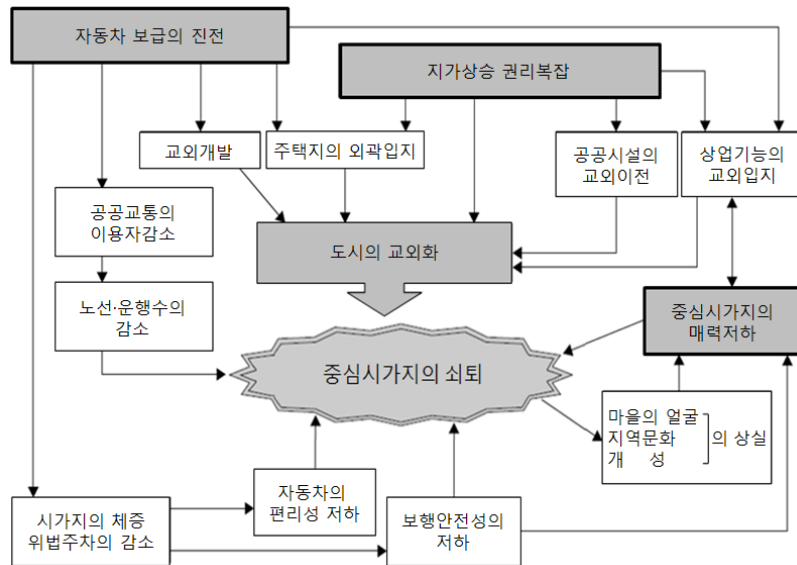 자동차 보급의 진전
지가상승 권리복잡
교외개발
주택지의 외곽입지
공공시설의
교외이전
상업기능의
교외입지
공공교통의
이용자감소
도시의 교외화
노선·운행수의
감소
중심시가지의
매력저하
중심시가지의 쇠퇴
마을의 얼굴
지역문화
개 성
의 상실
자동차의
편리성 저하
시가지의 체증
위법주차의 감소
보행안전성의
저하